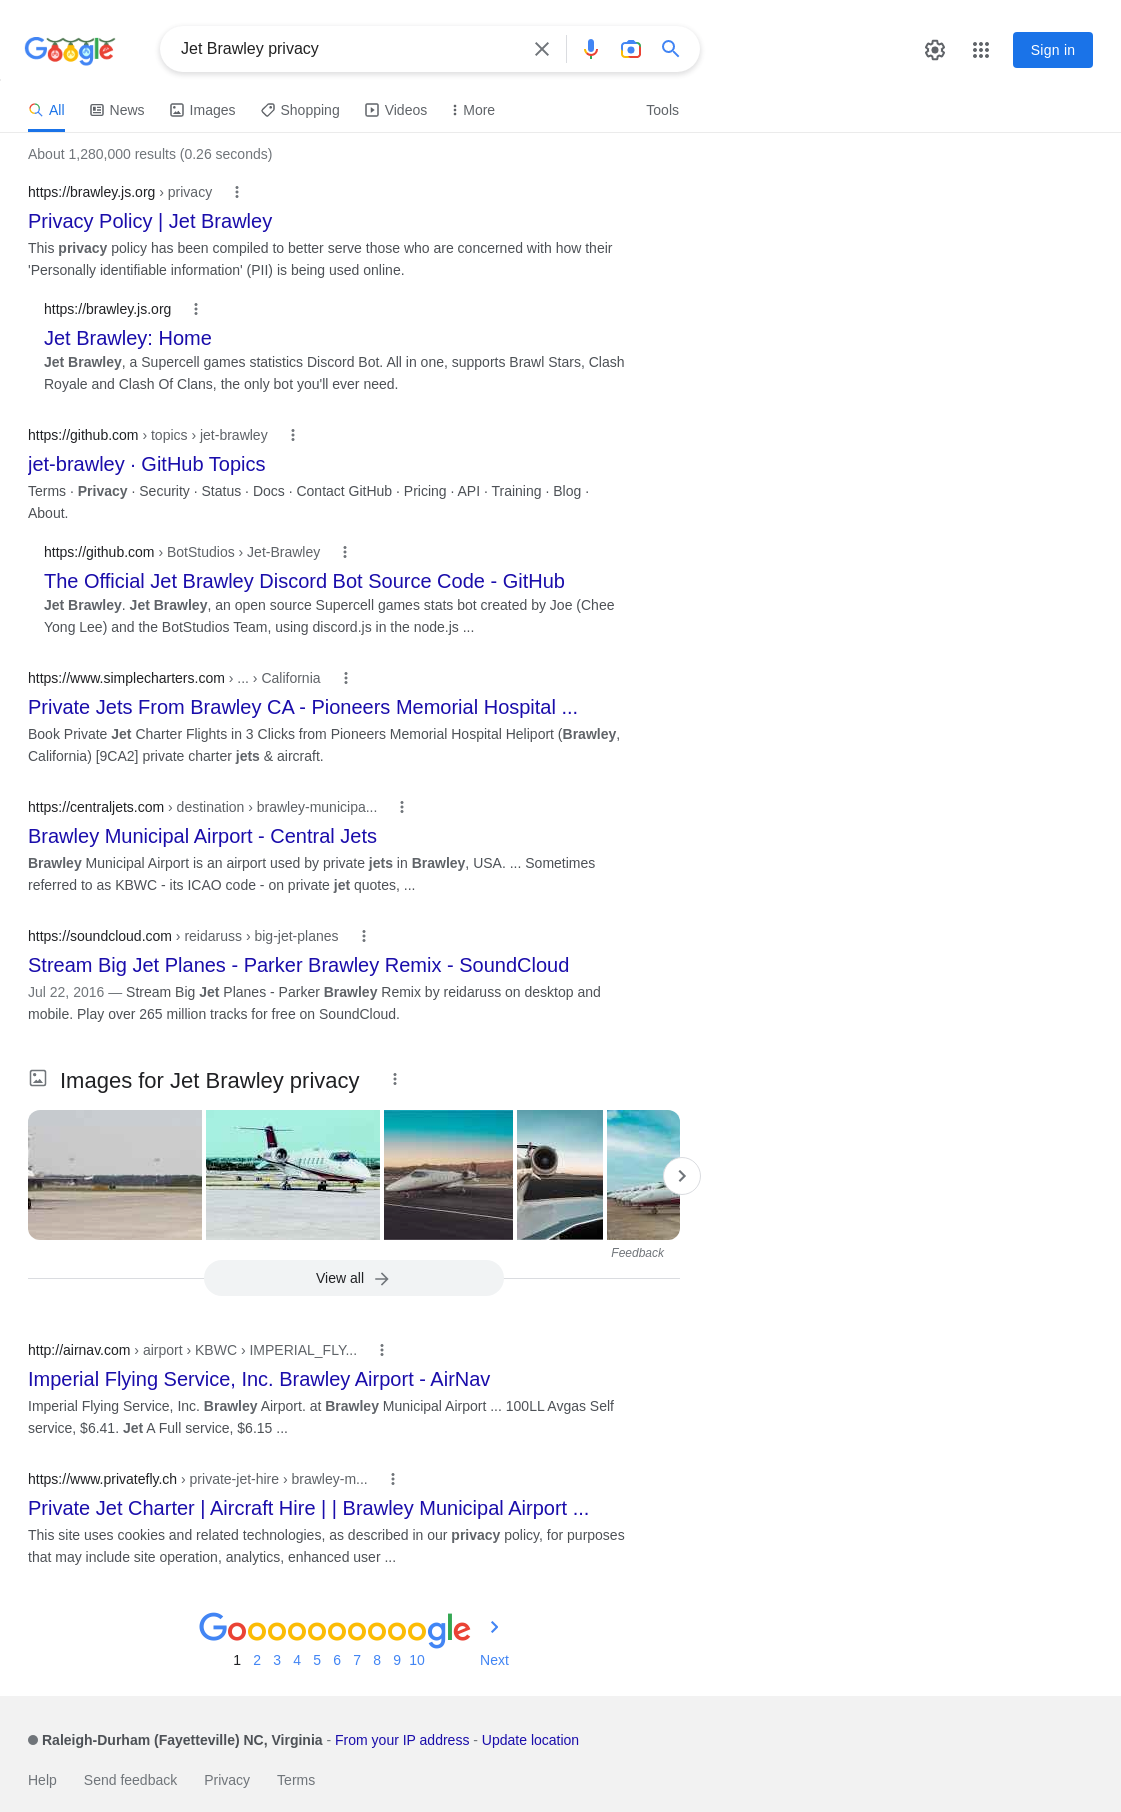 Google
Jet Brawley privacy
Sign in
All News Images Shopping Videos More Tools
About 1,280,000 results (0.26 seconds)
https://brawley.js.org › privacy
Privacy Policy | Jet Brawley
This privacy policy has been compiled to better serve those who are concerned with how their
'Personally identifiable information' (PII) is being used online.
https://brawley.js.org
Jet Brawley: Home
Jet Brawley, a Supercell games statistics Discord Bot. All in one, supports Brawl Stars, Clash
Royale and Clash Of Clans, the only bot you'll ever need.
https://github.com › topics › jet-brawley
jet-brawley · GitHub Topics
Terms · Privacy · Security · Status · Docs · Contact GitHub · Pricing · API · Training · Blog ·
About.
https://github.com › BotStudios › Jet-Brawley
The Official Jet Brawley Discord Bot Source Code - GitHub
Jet Brawley. Jet Brawley, an open source Supercell games stats bot created by Joe (Chee
Yong Lee) and the BotStudios Team, using discord.js in the node.js ...
https://www.simplecharters.com › ... › California
Private Jets From Brawley CA - Pioneers Memorial Hospital ...
Book Private Jet Charter Flights in 3 Clicks from Pioneers Memorial Hospital Heliport (Brawley,
California) [9CA2] private charter jets & aircraft.
https://centraljets.com › destination › brawley-municipa...
Brawley Municipal Airport - Central Jets
Brawley Municipal Airport is an airport used by private jets in Brawley, USA. ... Sometimes
referred to as KBWC - its ICAO code - on private jet quotes, ...
https://soundcloud.com › reidaruss › big-jet-planes
Stream Big Jet Planes - Parker Brawley Remix - SoundCloud
Jul 22, 2016 — Stream Big Jet Planes - Parker Brawley Remix by reidaruss on desktop and
mobile. Play over 265 million tracks for free on SoundCloud.
Images for Jet Brawley privacy
Feedback
View all
http://airnav.com › airport › KBWC › IMPERIAL_FLY...
Imperial Flying Service, Inc. Brawley Airport - AirNav
Imperial Flying Service, Inc. Brawley Airport. at Brawley Municipal Airport ... 100LL Avgas Self
service, $6.41. Jet A Full service, $6.15 ...
https://www.privatefly.ch › private-jet-hire › brawley-m...
Private Jet Charter | Aircraft Hire | | Brawley Municipal Airport ...
This site uses cookies and related technologies, as described in our privacy policy, for purposes
that may include site operation, analytics, enhanced user ...
Goooooooooogle
1 2 3 4 5 6 7 8 9 10 Next
Raleigh-Durham (Fayetteville) NC, Virginia - From your IP address - Update location
Help Send feedback Privacy Terms